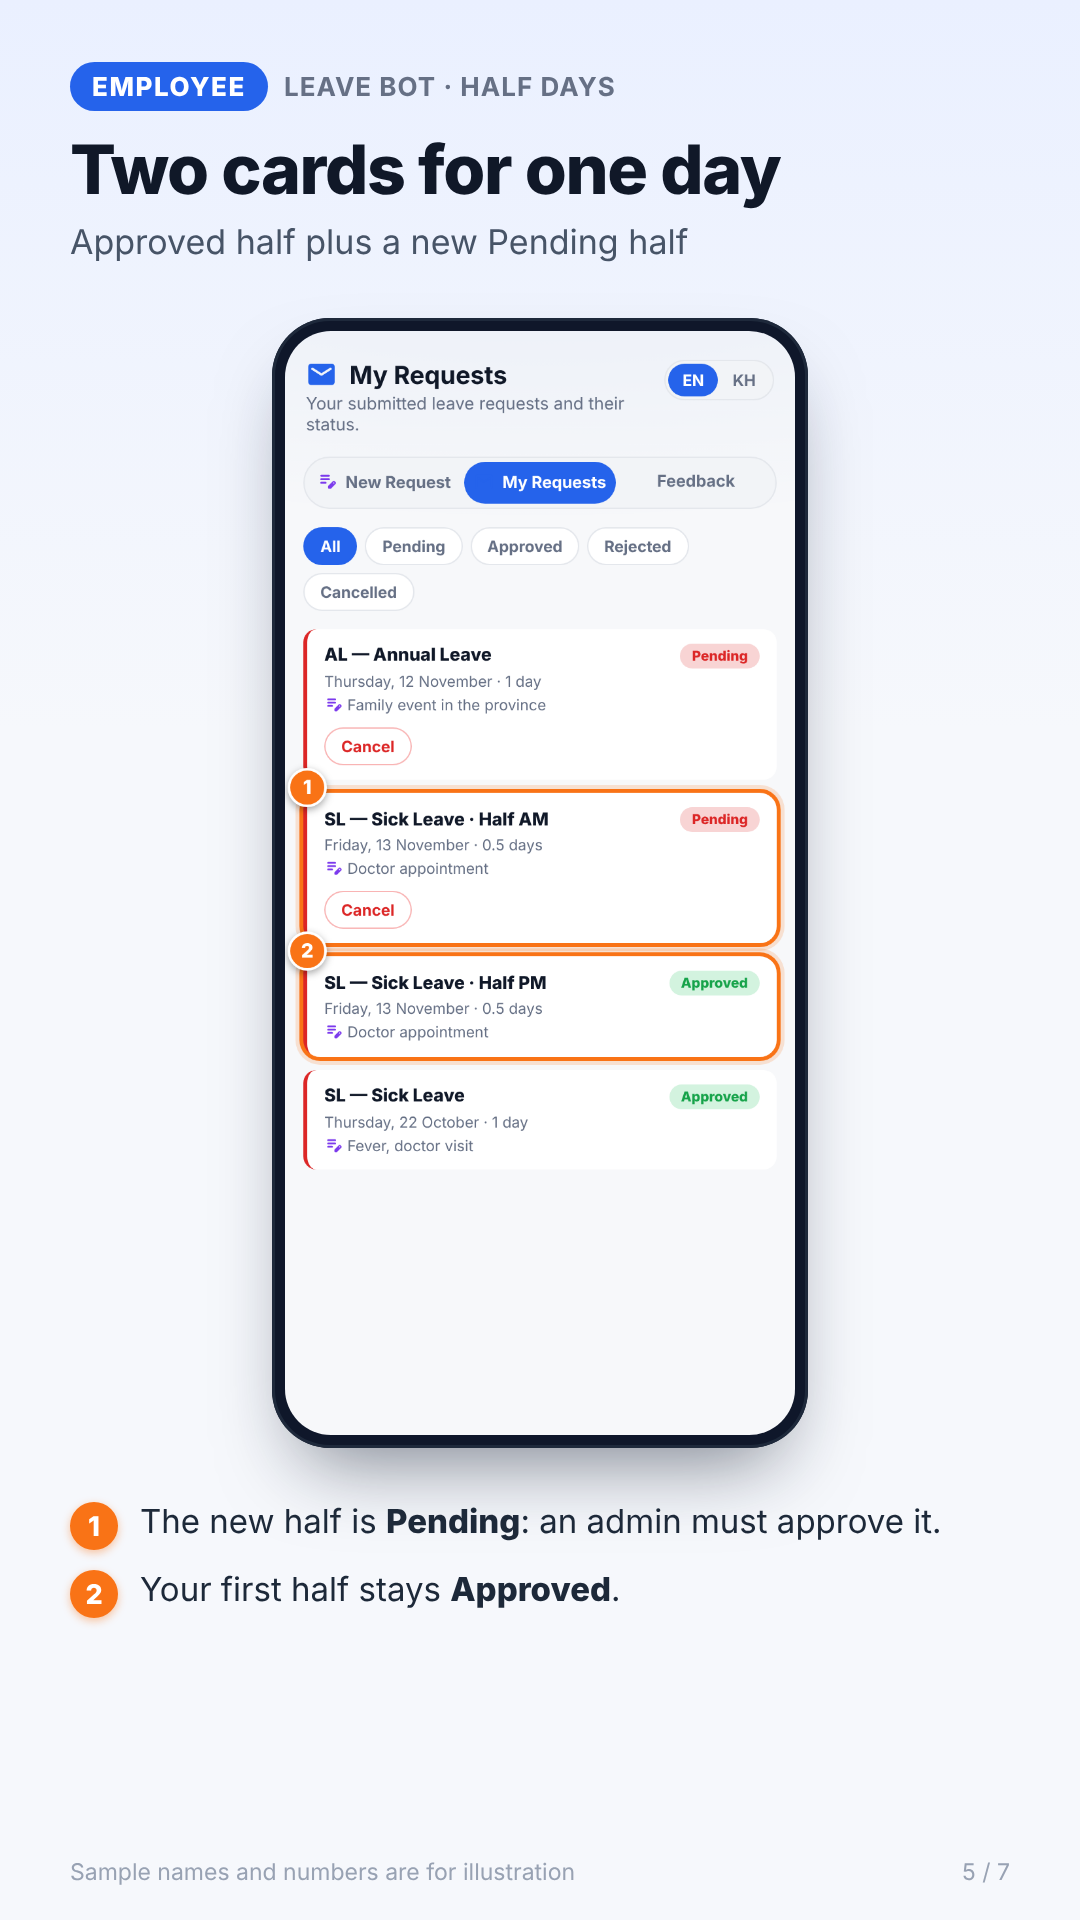 EMPLOYEE LEAVE BOT · HALF DAYS
Two cards for one day
Approved half plus a new Pending half
My Requests
EN KH
Your submitted leave requests and their
status.
New Request My Requests Feedback
All Pending Approved Rejected
Cancelled
AL — Annual Leave Pending
Thursday, 12 November · 1 day
Family event in the province
Cancel
1
SL — Sick Leave · Half AM Pending
Friday, 13 November · 0.5 days
Doctor appointment
Cancel
2
SL — Sick Leave · Half PM Approved
Friday, 13 November · 0.5 days
Doctor appointment
SL — Sick Leave Approved
Thursday, 22 October · 1 day
Fever, doctor visit
1 The new half is Pending: an admin must approve it.
2 Your first half stays Approved.
Sample names and numbers are for illustration 5 / 7